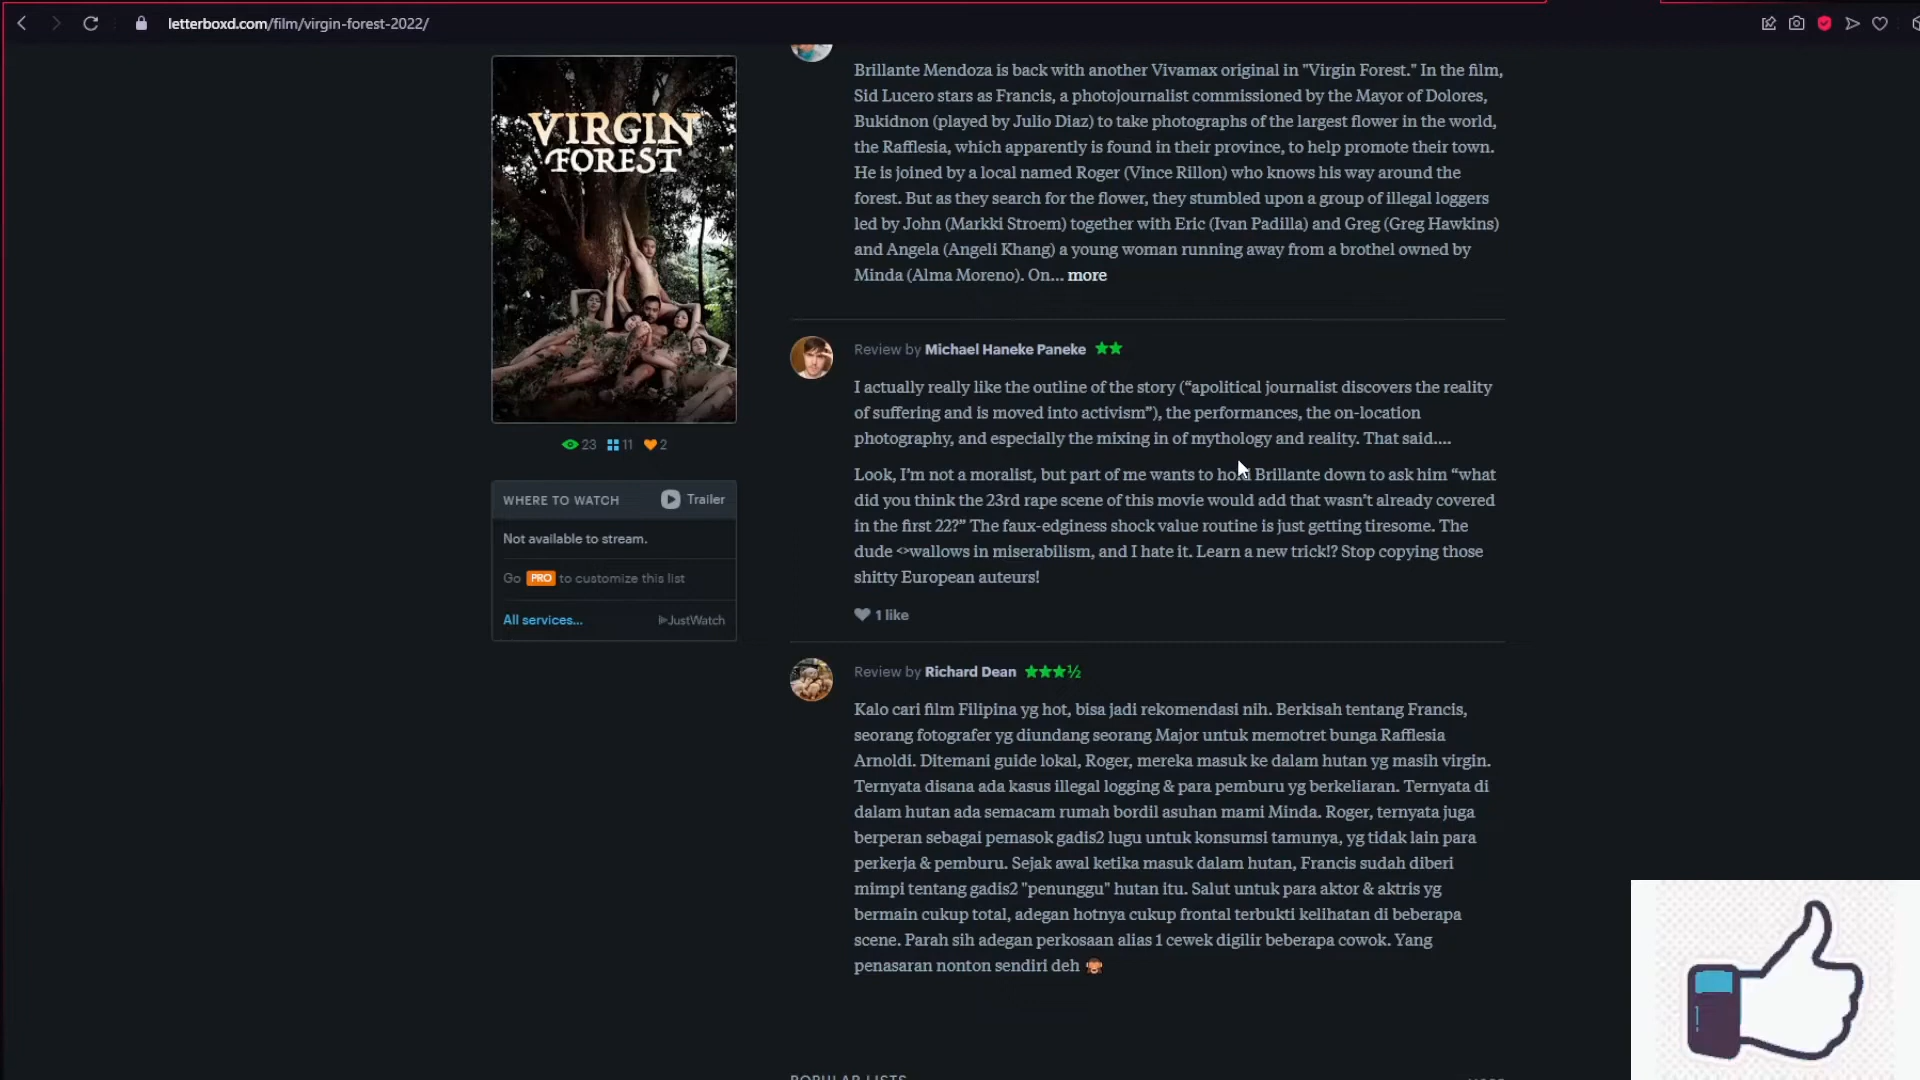 letterboxd.com/film/virgin-forest-2022/
VIRGIN
FOREST
23 11 2
WHERE TO WATCH Trailer
Not available to stream.
Go PRO to customize this list
All services... JustWatch
Brillante Mendoza is back with another Vivamax original in "Virgin Forest." In the film,
Sid Lucero stars as Francis, a photojournalist commissioned by the Mayor of Dolores,
Bukidnon (played by Julio Diaz) to take photographs of the largest flower in the world,
the Rafflesia, which apparently is found in their province, to help promote their town.
He is joined by a local named Roger (Vince Rillon) who knows his way around the
forest. But as they search for the flower, they stumbled upon a group of illegal loggers
led by John (Markki Stroem) together with Eric (Ivan Padilla) and Greg (Greg Hawkins)
and Angela (Angeli Khang) a young woman running away from a brothel owned by
Minda (Alma Moreno). On... more
Review by Michael Haneke Paneke ★★
I actually really like the outline of the story (“apolitical journalist discovers the reality
of suffering and is moved into activism”), the performances, the on-location
photography, and especially the mixing in of mythology and reality. That said....
Look, I’m not a moralist, but part of me wants to hold Brillante down to ask him “what
did you think the 23rd rape scene of this movie would add that wasn’t already covered
in the first 22?” The faux-edginess shock value routine is just getting tiresome. The
dude <>wallows in miserabilism, and I hate it. Learn a new trick!? Stop copying those
shitty European auteurs!
1 like
Review by Richard Dean ★★★½
Kalo cari film Filipina yg hot, bisa jadi rekomendasi nih. Berkisah tentang Francis,
seorang fotografer yg diundang seorang Major untuk memotret bunga Rafflesia
Arnoldi. Ditemani guide lokal, Roger, mereka masuk ke dalam hutan yg masih virgin.
Ternyata disana ada kasus illegal logging & para pemburu yg berkeliaran. Ternyata di
dalam hutan ada semacam rumah bordil asuhan mami Minda. Roger, ternyata juga
berperan sebagai pemasok gadis2 lugu untuk konsumsi tamunya, yg tidak lain para
perkerja & pemburu. Sejak awal ketika masuk dalam hutan, Francis sudah diberi
mimpi tentang gadis2 "penunggu" hutan itu. Salut untuk para aktor & aktris yg
bermain cukup total, adegan hotnya cukup frontal terbukti kelihatan di beberapa
scene. Parah sih adegan perkosaan alias 1 cewek digilir beberapa cowok. Yang
penasaran nonton sendiri deh 🙊
POPULAR LISTS